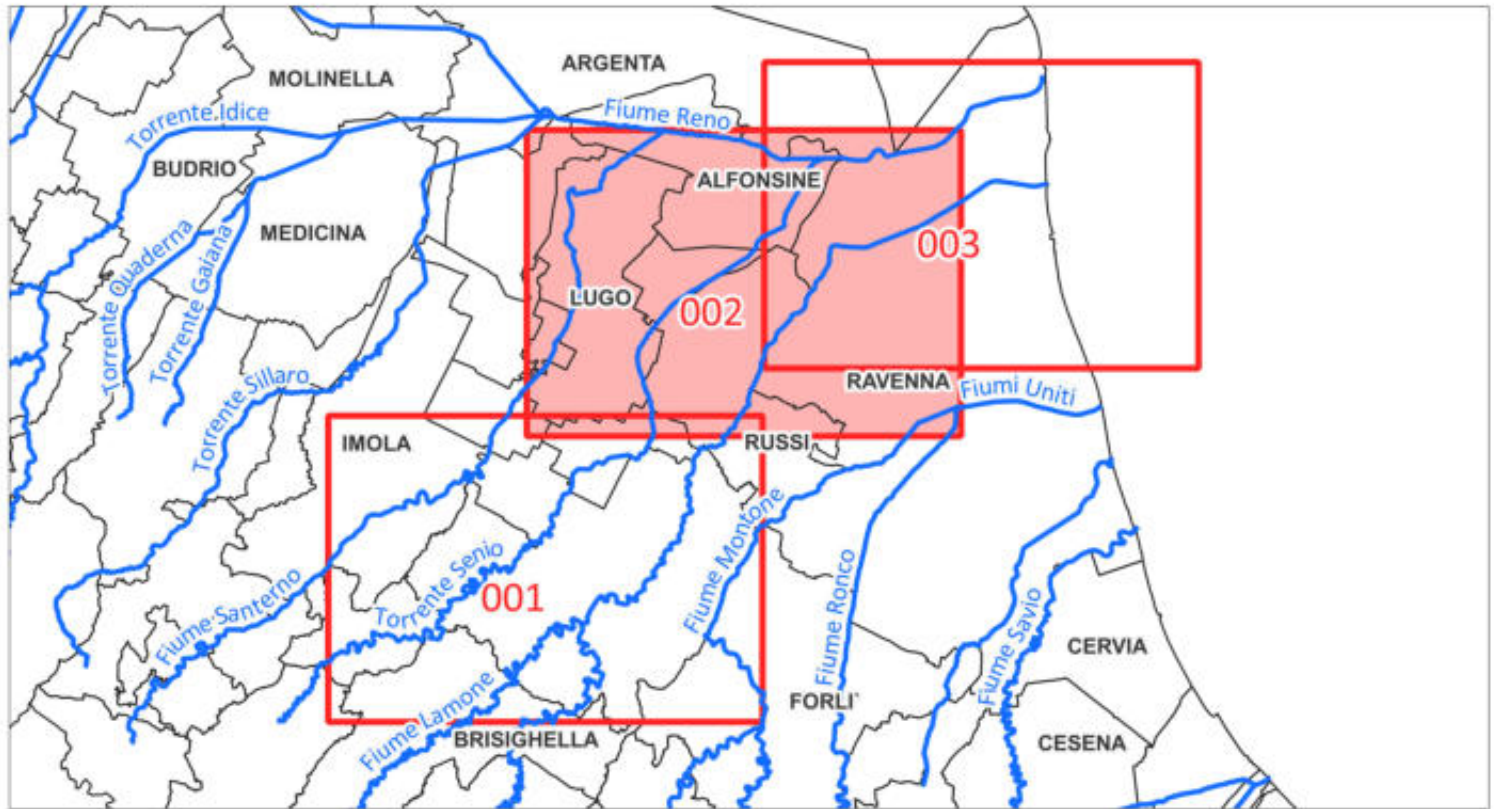 ARGENTA
MOLINELLA
Torrente Idice
Fiume Reno
BUDRIO
ALFONSINE
MEDICINA
Torrente Quaderna
Torrente Gaiana
003
LUGO
002
Torrente Sillaro
RAVENNA
Fiumi Uniti
IMOLA
RUSSI
Fiume Montone
Torrente Senio
001
Fiume Santerno
Fiume Ronco
Fiume Savio
CERVIA
Fiume Lamone
FORLI'
BRISIGHELLA
CESENA